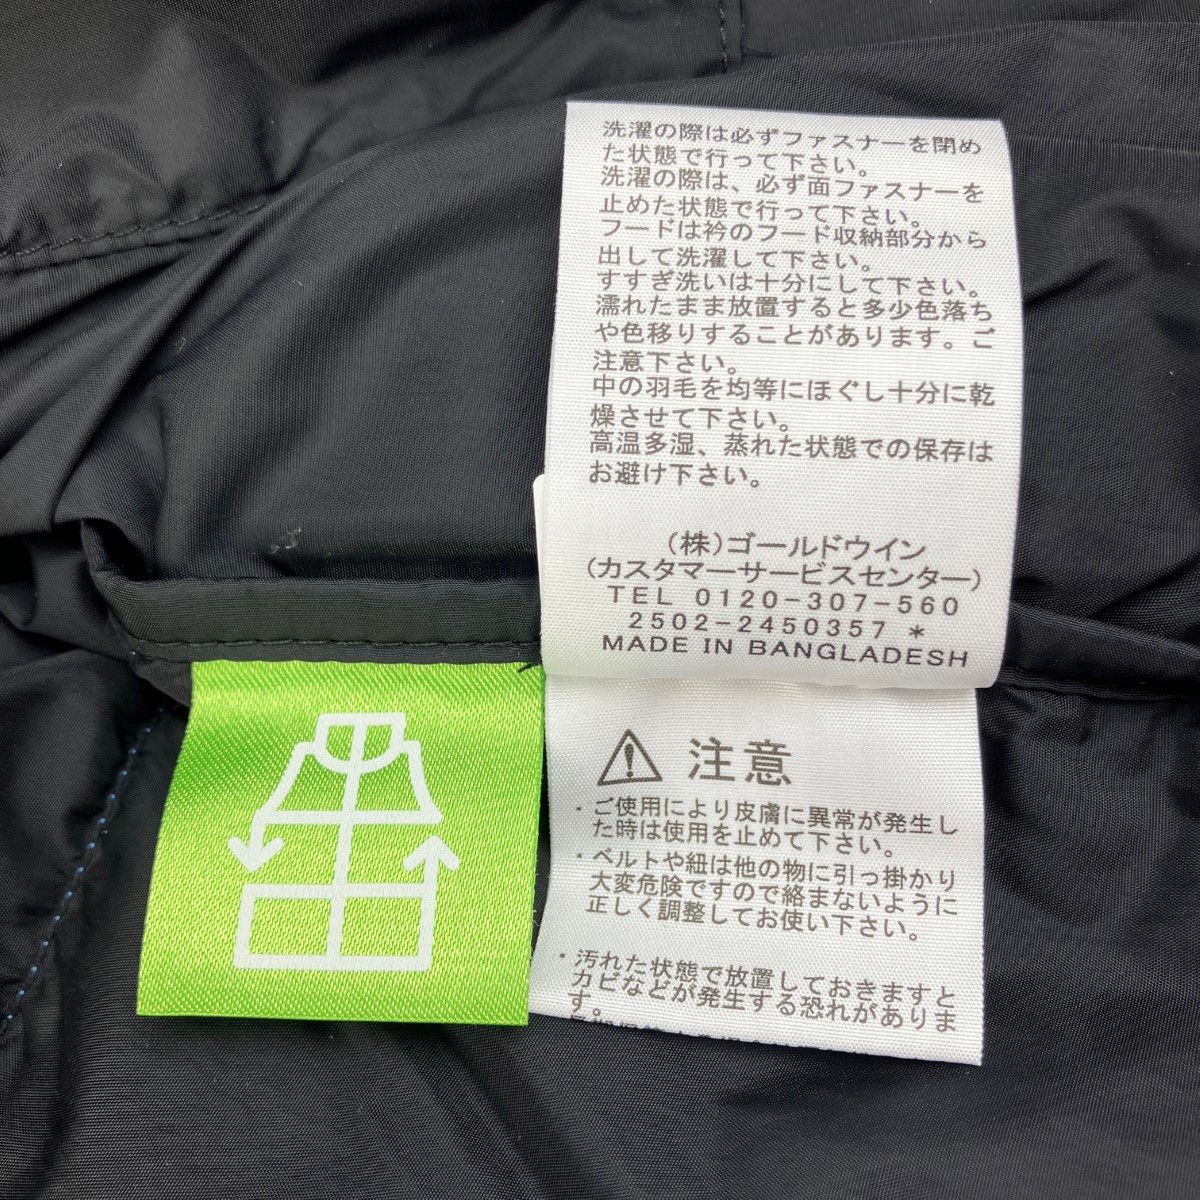 洗濯の際は必ずファスナーを閉め
た状態で行って下さい。
洗濯の際は、必ず面ファスナーを
止めた状態で行って下さい。
フードは衿のフード収納部分から
出して洗濯して下さい。
すすぎ洗いは十分にして下さい。
濡れたまま放置すると多少色落ち
や色移りすることがあります。ご
注意下さい。
中の羽毛を均等にほぐし十分に乾
燥させて下さい。
高温多湿、蒸れた状態での保存は
お避け下さい。
(株)ゴールドウイン
(カスタマーサービスセンター)
TEL 0120-307-560
2502-2450357 *
MADE IN BANGLADESH
注意
・ご使用により皮膚に異常が発生し
た時は使用を止めて下さい。
・ベルトや紐は他の物に引っ掛かり
大変危険ですので絡まないように
正しく調整してお使い下さい。
・汚れた状態で放置しておきますと
カビなどが発生する恐れがありま
す。